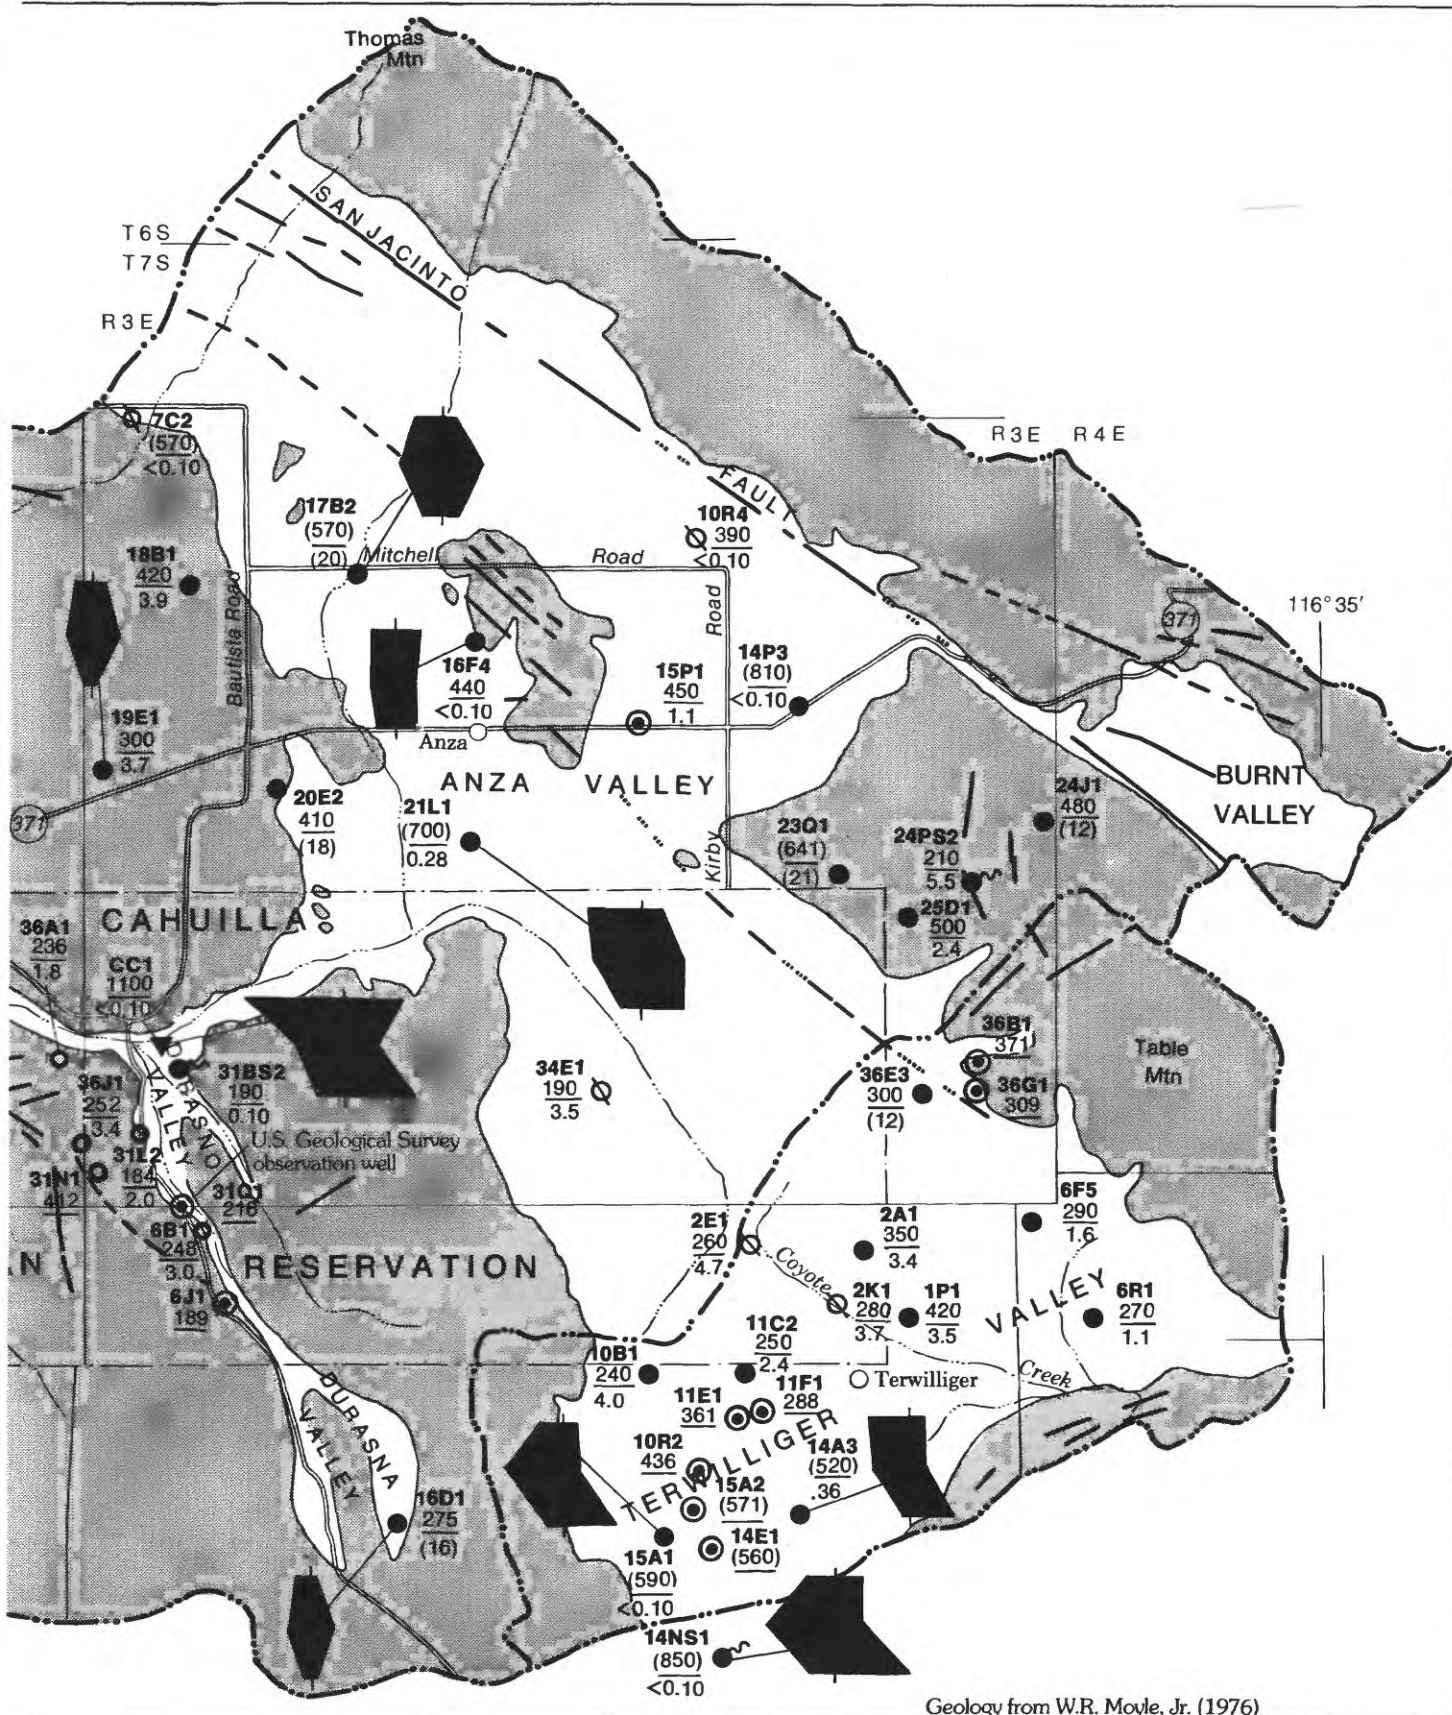 Thomas
Mtn
T6S
T7S
R3E
SAN JACINTO
FAULT
R3E
R4E
7C2
(570)
<0.10
17B2
(570)
(20)
Mitchell
Road
10R4
390
<0.10
18B1
420
3.9
Bautista Road
Road
371
116°35'
16F4
440
<0.10
15P1
450
1.1
14P3
(810)
<0.10
19E1
300
3.7
Anza
ANZA VALLEY
BURNT
VALLEY
371
20E2
410
(18)
21L1
(700)
0.28
Kirby
23Q1
(641)
(21)
24PS2
210
5.5
24J1
480
(12)
25D1
500
2.4
CAHUILLA
36A1
236
1.8
CC1
1100
<0.10
36B1
371
Table
Mtn
36J1
252
3.4
31BS2
190
0.10
34E1
190
3.5
36E3
300
(12)
36G1
309
VALLEY
U.S. Geological Survey
observation well
31N1
412
31L2
184
2.0
31Q1
216
6B1
248
3.0
6J1
189
RESERVATION
2E1
260
4.7
2A1
350
3.4
6F5
290
1.6
Coyote
2K1
280
3.7
1P1
420
3.5
VALLEY
6R1
270
1.1
10B1
240
4.0
11C2
250
2.4
Terwilliger
Creek
11E1
361
11F1
288
DURASNA
VALLEY
10R2
436
TERWILLIGER
14A3
(520)
.36
15A2
(571)
16D1
275
(16)
14E1
(560)
15A1
(590)
<0.10
14NS1
(850)
<0.10
Geology from W.R. Moyle, Jr. (1976)